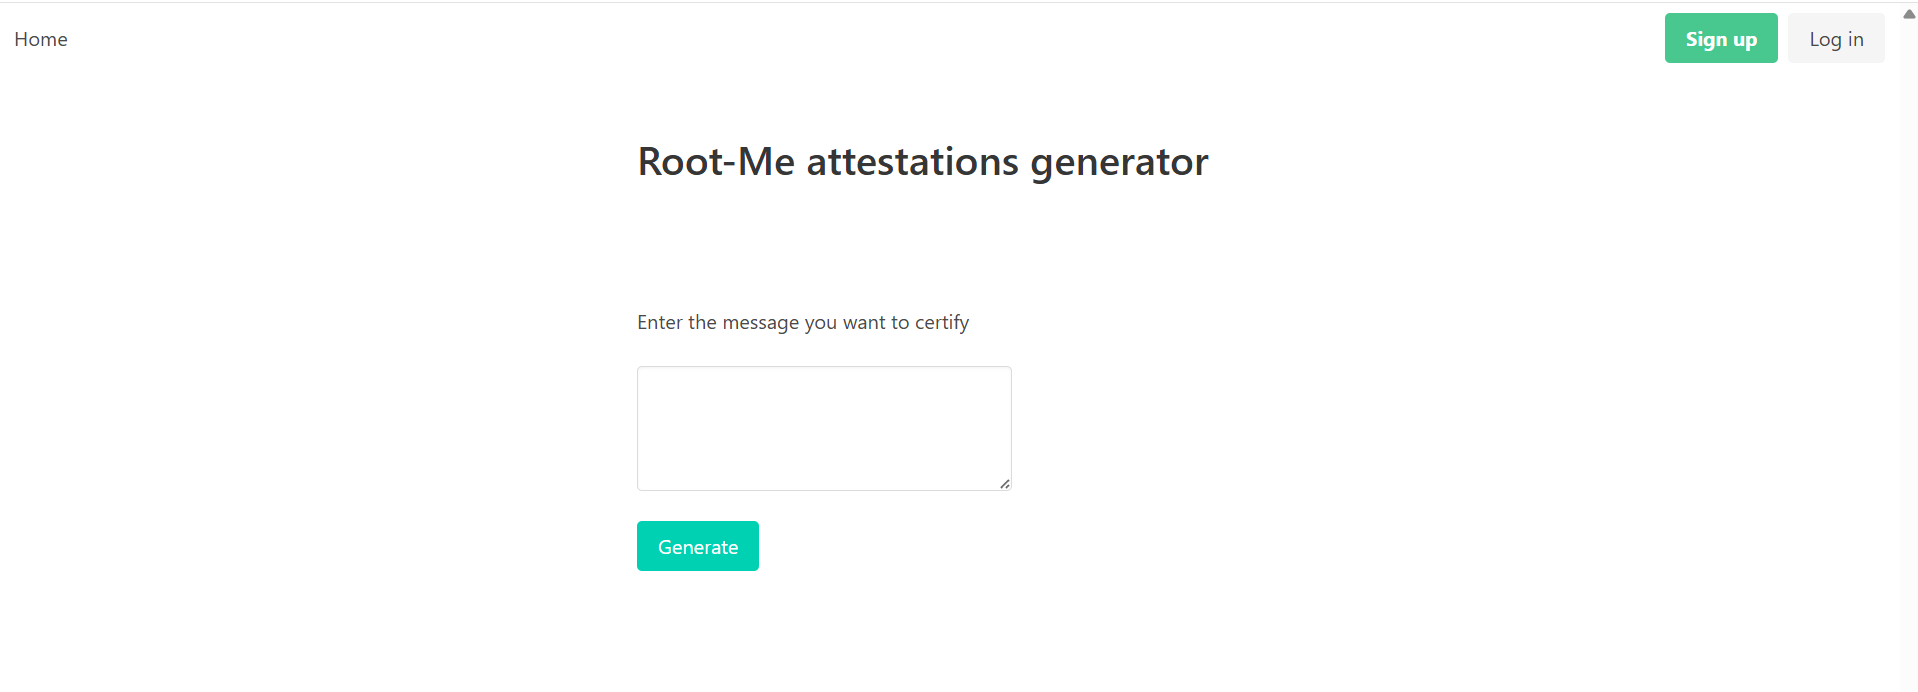 Home
Sign up
Log in
Root-Me attestations generator
Enter the message you want to certify
Generate